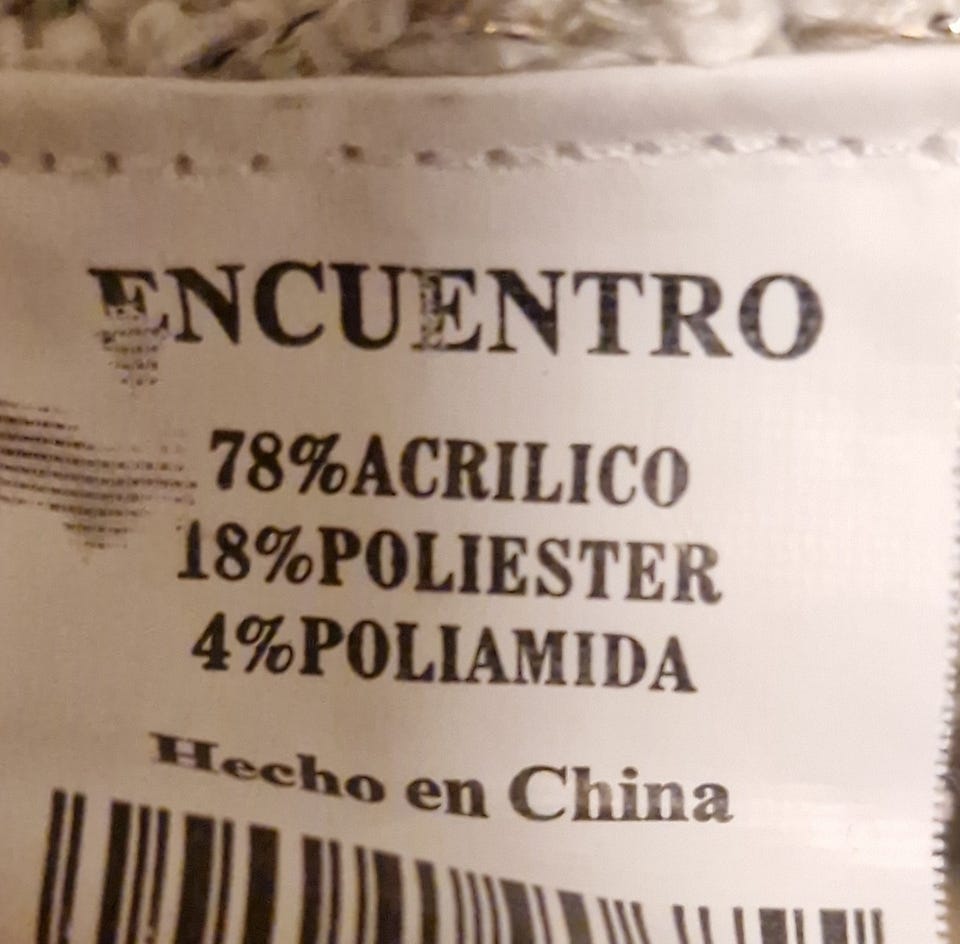 ENCUENTRO
78%ACRILICO
18%POLIESTER
4%POLIAMIDA
Hecho en China